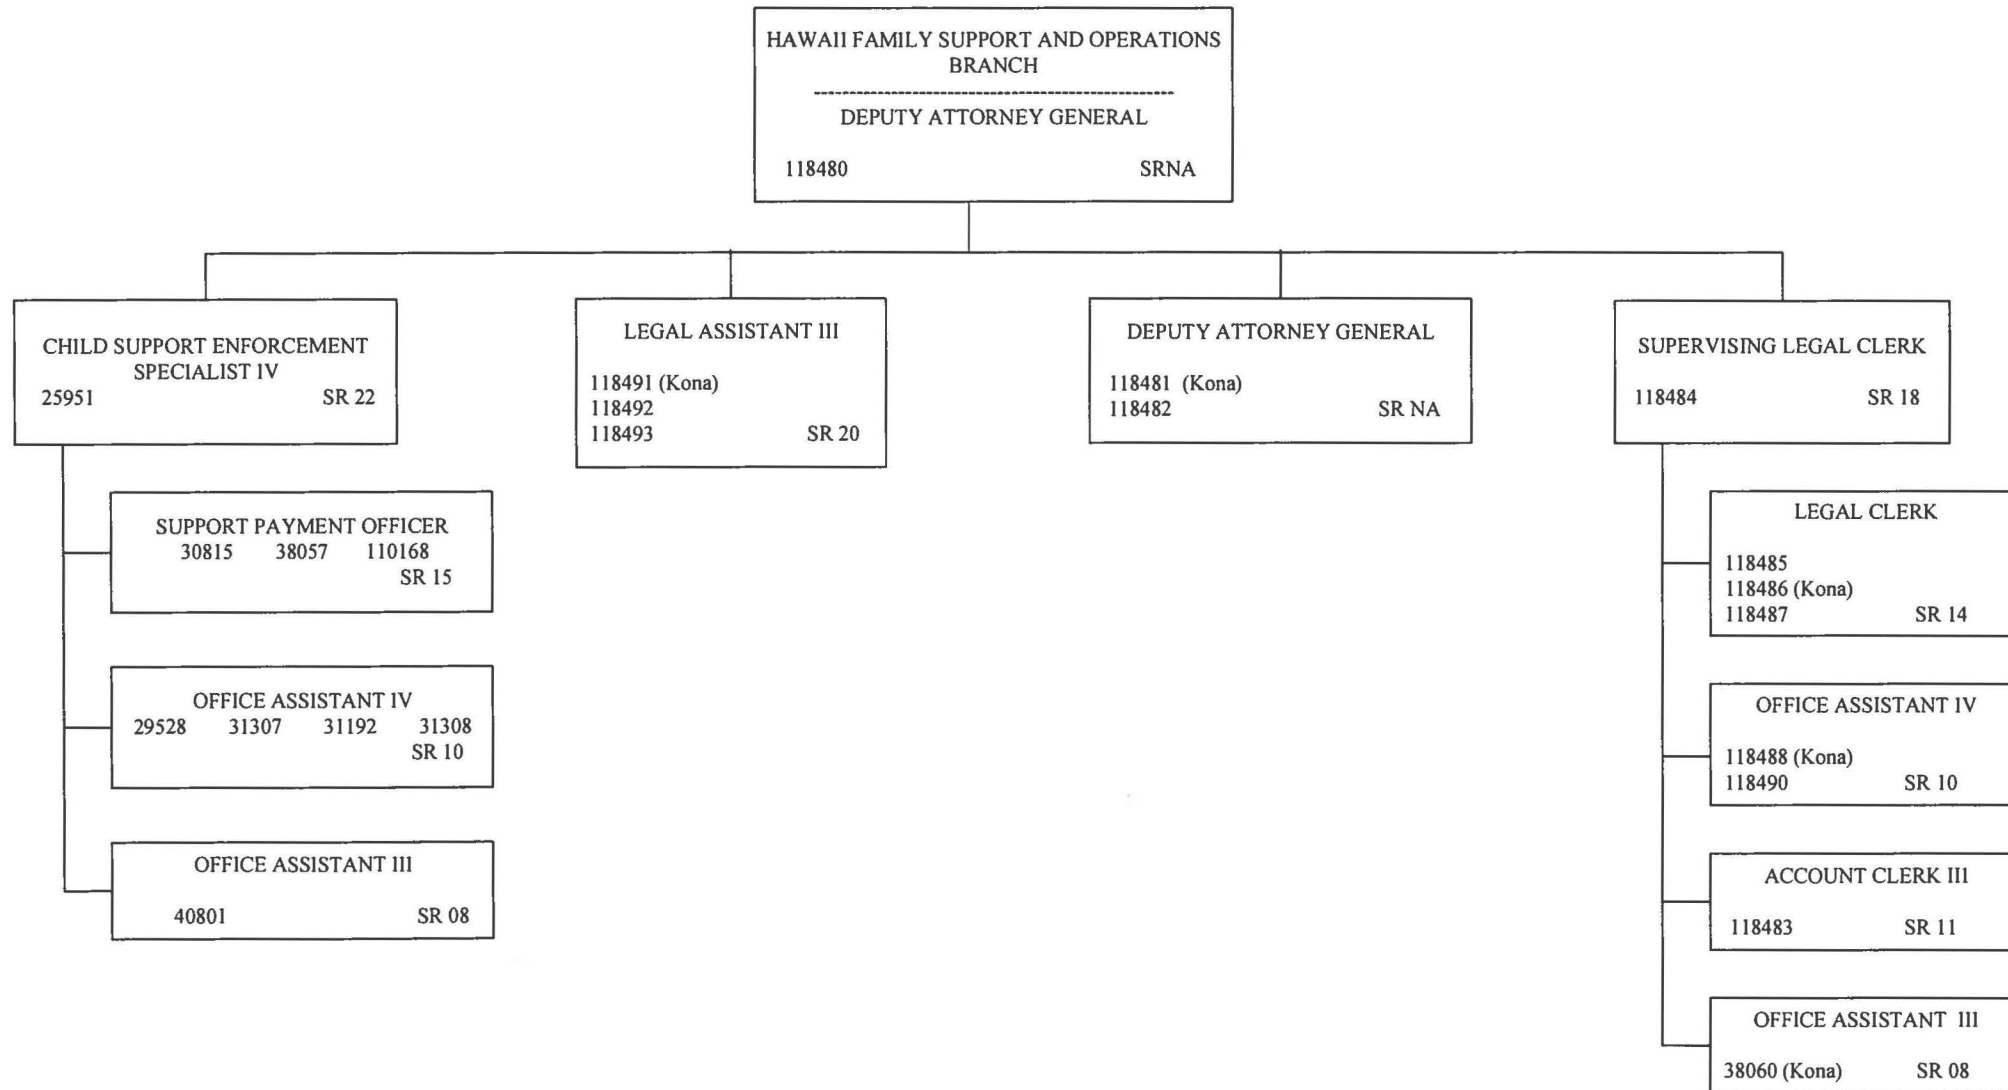 HAWAII FAMILY SUPPORT AND OPERATIONS
BRANCH
DEPUTY ATTORNEY GENERAL
118480 SRNA
CHILD SUPPORT ENFORCEMENT
SPECIALIST IV
25951 SR 22
SUPPORT PAYMENT OFFICER
30815 38057 110168
SR 15
OFFICE ASSISTANT IV
29528 31307 31192 31308
SR 10
OFFICE ASSISTANT III
40801 SR 08
LEGAL ASSISTANT III
118491 (Kona)
118492
118493 SR 20
DEPUTY ATTORNEY GENERAL
118481 (Kona)
118482 SR NA
SUPERVISING LEGAL CLERK
118484 SR 18
LEGAL CLERK
118485
118486 (Kona)
118487 SR 14
OFFICE ASSISTANT IV
118488 (Kona)
118490 SR 10
ACCOUNT CLERK III
118483 SR 11
OFFICE ASSISTANT III
38060 (Kona) SR 08